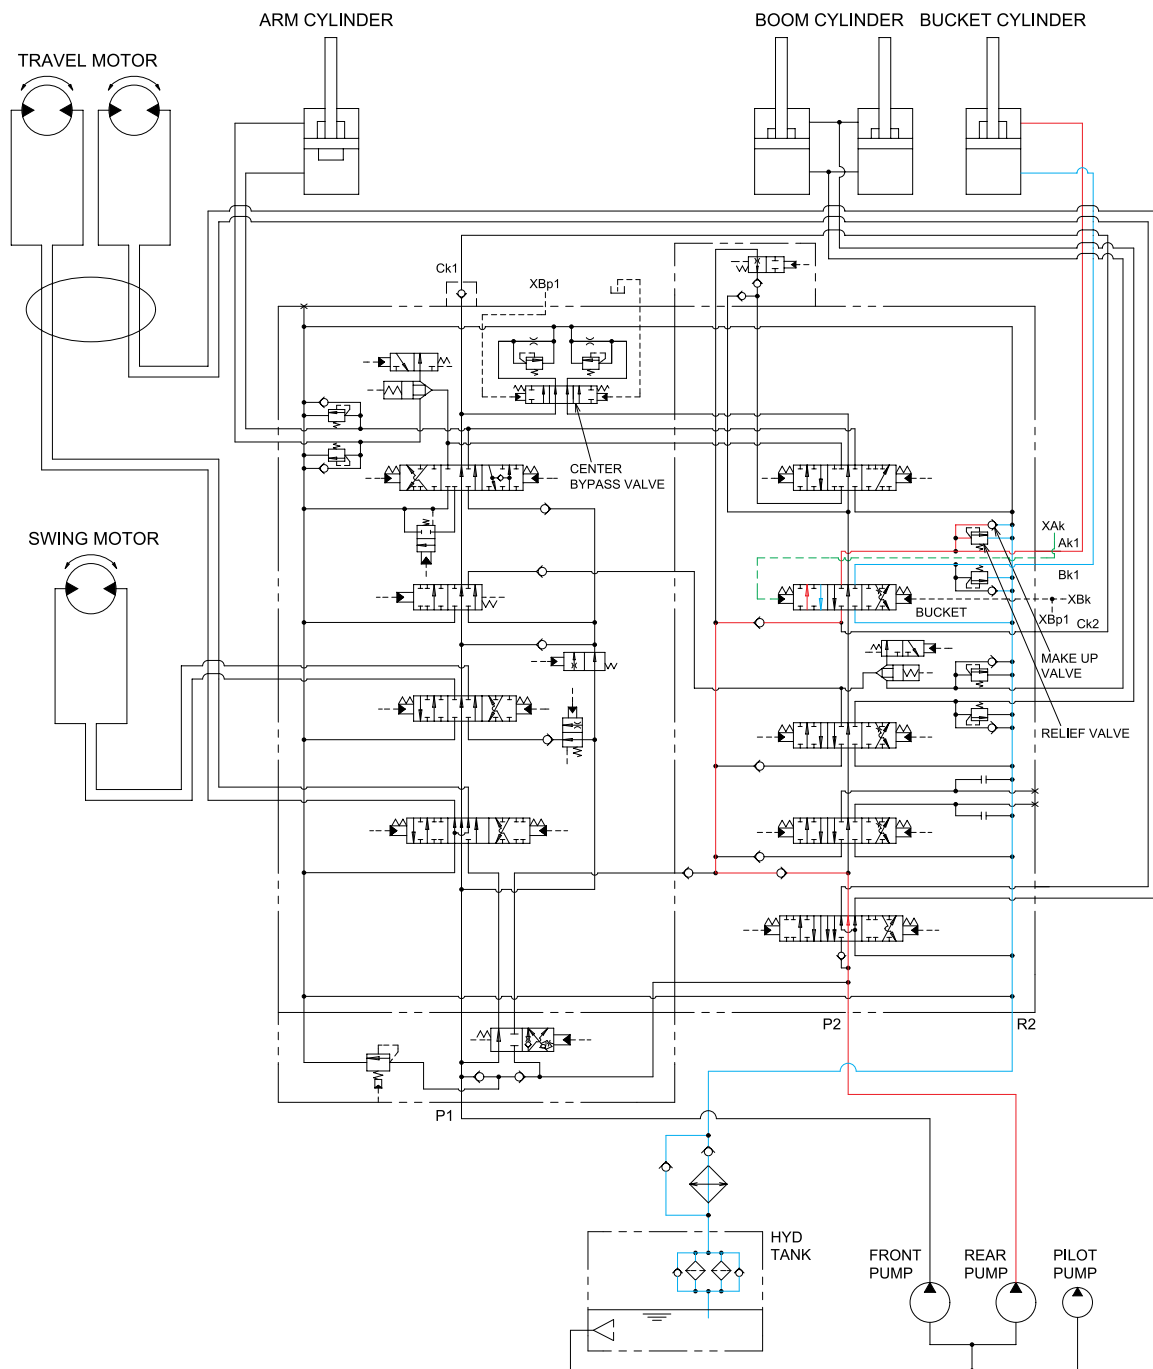 ARM CYLINDER
BOOM CYLINDER
BUCKET CYLINDER
TRAVEL MOTOR
Ck1
XBp1
CENTER
BYPASS VALVE
XAk
Ak1
SWING MOTOR
Bk1
XBk
BUCKET
XBp1
Ck2
MAKE UP
VALVE
RELIEF VALVE
P2
R2
P1
HYD
TANK
FRONT
PUMP
REAR
PUMP
PILOT
PUMP